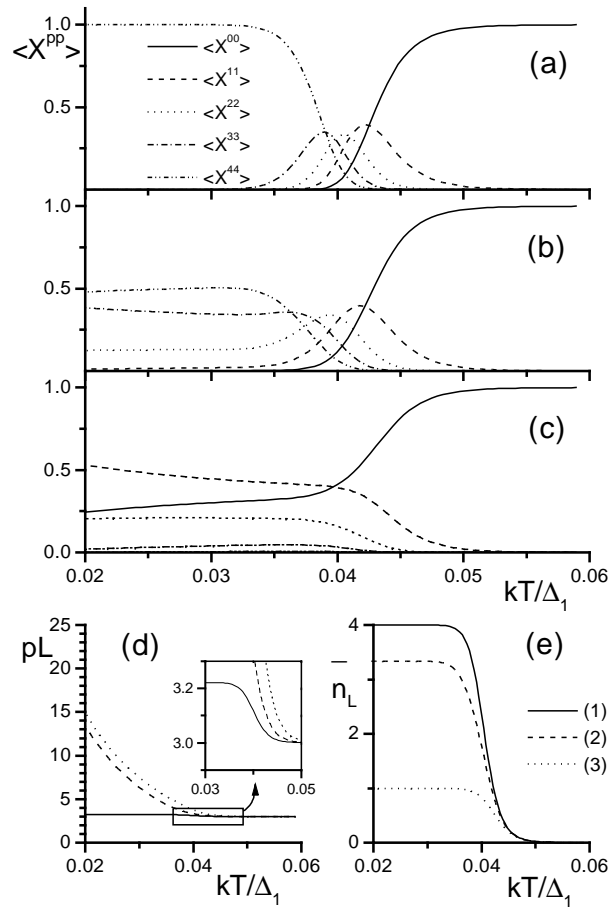 1.0
<X^pp>
0.5
<X^00>
<X^11>
<X^22>
<X^33>
<X^44>
(a)
1.0
0.5
(b)
1.0
0.5
0.0
(c)
0.02 0.03 0.04 0.05 0.06
kT/Δ₁
25
pL
20
15
10
5
0
(d)
3.2
3.0
0.03 0.05
0.02 0.04 0.06
kT/Δ₁
4
n̄_L
2
0
(e)
(1)
(2)
(3)
0.02 0.04 0.06
kT/Δ₁